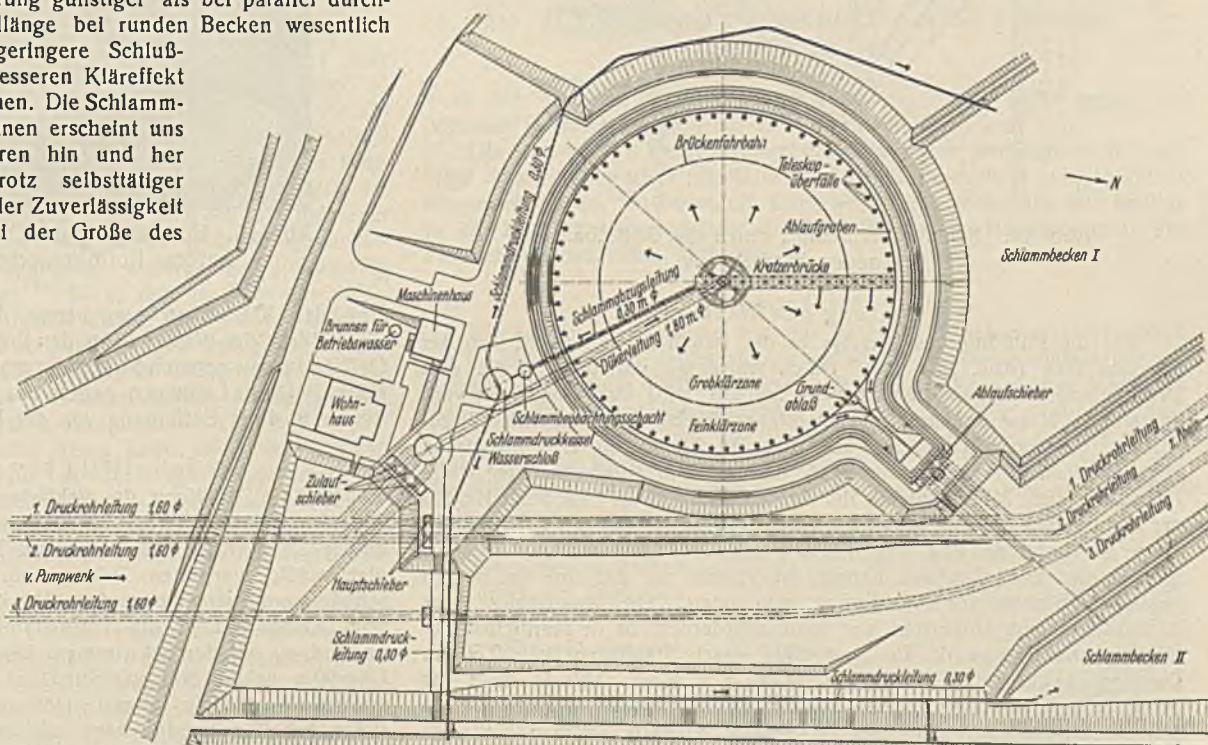 rung günstiger als bei parallel durch-
llänge bei runden Becken wesentlich
geringere Schluß-
esseren Kläreffekt
nen. Die Schlamm-
nnen erscheint uns
ren hin und her
rotz selbsttätiger
der Zuverlässigkeit
i der Größe des
Schlammdruckleitung 0,30 φ
Brückenfahrbahn
Teleskop-
überfälle
Ablaufgraben
Kratzerbrücke
N
Schlammbecken I
Maschinenhaus
Brunnen für
Betriebswasser
Schlammabzugsleitung
0,30 m. φ
Dükerleitung 1,80 m. φ
Grobklärzone
Grund-
ablaß
Feinklärzone
Ablaufschieber
Wohn-
haus
Schlammbeobachtungsschacht
Schlammdruckkessel
Wasserschloß
Zulauf-
schieber
1. Druckrohrleitung 1,60 φ
2. Druckrohrleitung 1,60 φ
v. Pumpwerk
3. Druckrohrleitung 1,60 φ
Hauptschieber
1. Druckrohrleitung
z. Rhein
2. Druckrohrleitung
3. Druckrohrleitung
Schlammdruck-
leitung 0,30 φ
Schlammdruckleitung 0,30 φ
Schlammbecken II